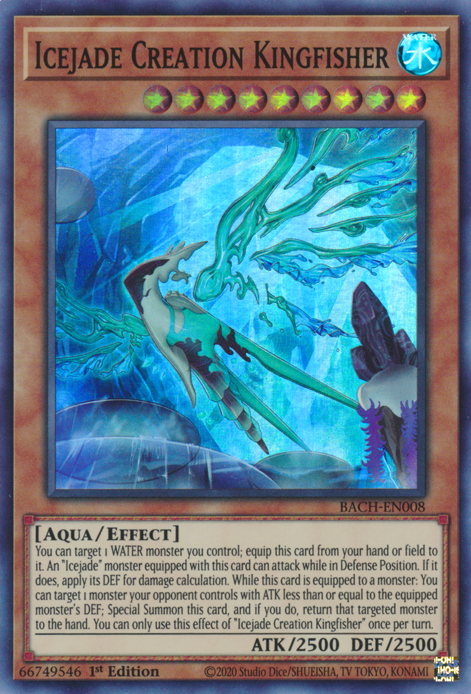 ICEJADE CREATION KINGFISHER
WATER
水
BACH-EN008
[AQUA/EFFECT]
You can target 1 WATER monster you control; equip this card from your hand or field to
it. An "Icejade" monster equipped with this card can attack while in Defense Position. If it
does, apply its DEF for damage calculation. While this card is equipped to a monster: You
can target 1 monster your opponent controls with ATK less than or equal to the equipped
monster's DEF; Special Summon this card, and if you do, return that targeted monster
to the hand. You can only use this effect of "Icejade Creation Kingfisher" once per turn.
ATK/2500 DEF/2500
66749546 1st Edition ©2020 Studio Dice/SHUEISHA, TV TOKYO, KONAMI